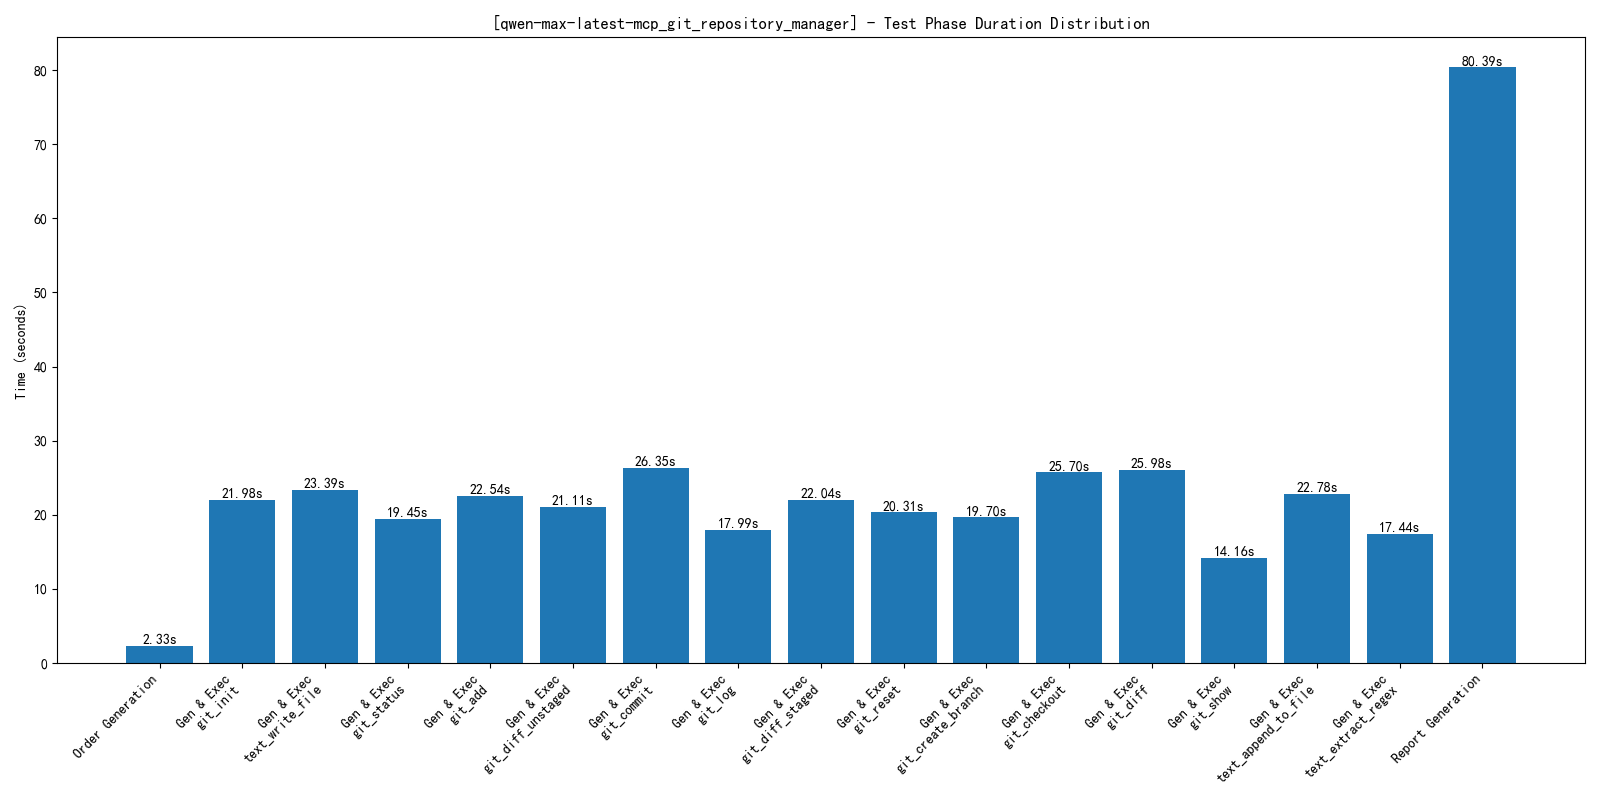 [qwen-max-latest-mcp_git_repository_manager] - Test Phase Duration Distribution
Time (seconds)
80
70
60
50
40
30
20
10
0
2.33s
21.98s
23.39s
19.45s
22.54s
21.11s
26.35s
17.99s
22.04s
20.31s
19.70s
25.70s
25.98s
14.16s
22.78s
17.44s
80.39s
Order Generation
Gen & Exec
git_init
Gen & Exec
text_write_file
Gen & Exec
git_status
Gen & Exec
git_add
Gen & Exec
git_diff_unstaged
Gen & Exec
git_commit
Gen & Exec
git_log
Gen & Exec
git_diff_staged
Gen & Exec
git_reset
Gen & Exec
git_create_branch
Gen & Exec
git_checkout
Gen & Exec
git_diff
Gen & Exec
git_show
Gen & Exec
text_append_to_file
Gen & Exec
text_extract_regex
Report Generation